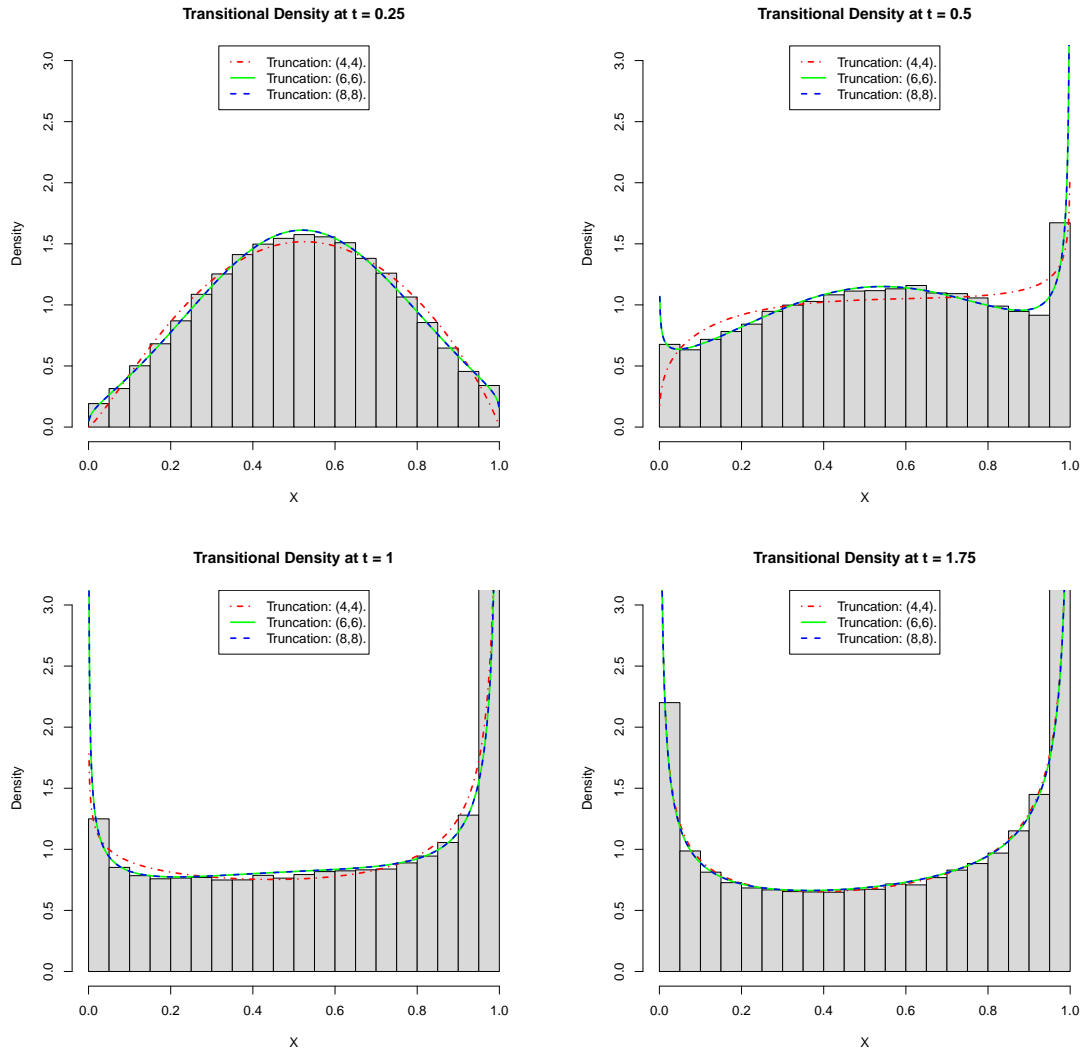 Transitional Density at t = 0.25
Truncation: (4,4).
Truncation: (6,6).
Truncation: (8,8).
Density
0.0 0.5 1.0 1.5 2.0 2.5 3.0
0.0 0.2 0.4 0.6 0.8 1.0
X
Transitional Density at t = 0.5
Truncation: (4,4).
Truncation: (6,6).
Truncation: (8,8).
Density
0.0 0.5 1.0 1.5 2.0 2.5 3.0
0.0 0.2 0.4 0.6 0.8 1.0
X
Transitional Density at t = 1
Truncation: (4,4).
Truncation: (6,6).
Truncation: (8,8).
Density
0.0 0.5 1.0 1.5 2.0 2.5 3.0
0.0 0.2 0.4 0.6 0.8 1.0
X
Transitional Density at t = 1.75
Truncation: (4,4).
Truncation: (6,6).
Truncation: (8,8).
Density
0.0 0.5 1.0 1.5 2.0 2.5 3.0
0.0 0.2 0.4 0.6 0.8 1.0
X